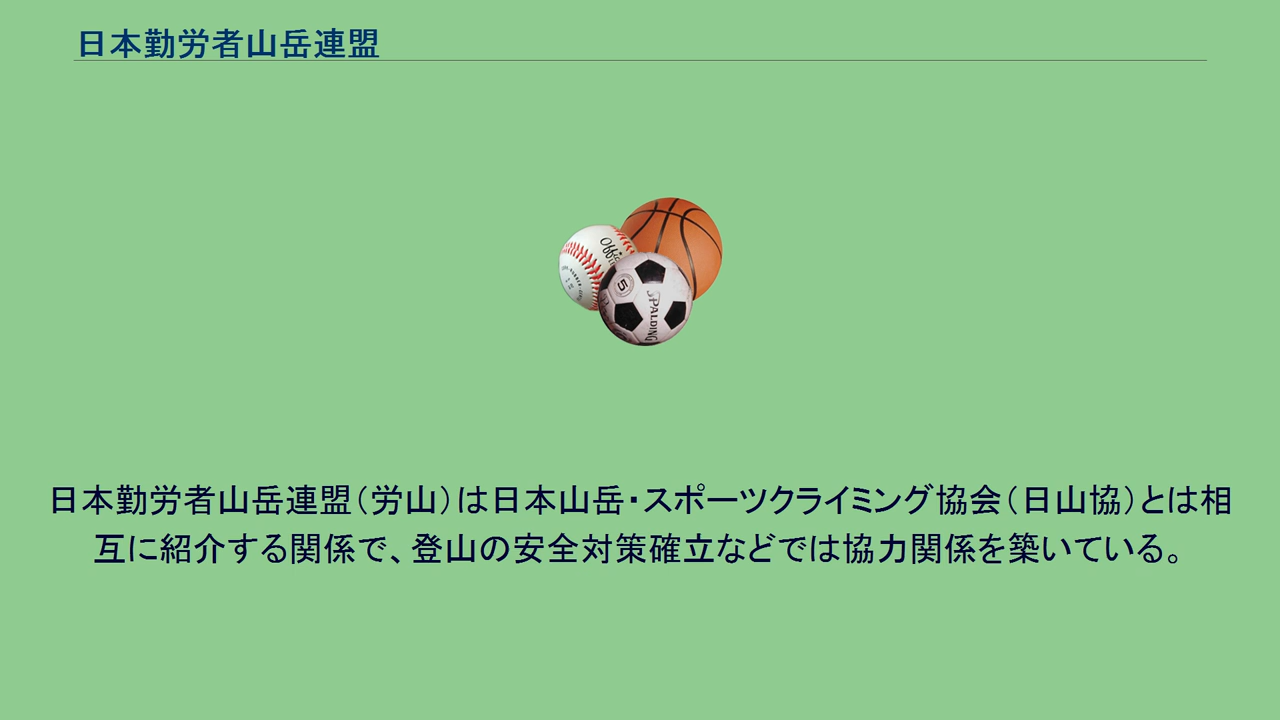 日本勤労者山岳連盟
Offici
5
SPALDING
日本勤労者山岳連盟（労山）は日本山岳・スポーツクライミング協会（日山協）とは相
互に紹介する関係で、登山の安全対策確立などでは協力関係を築いている。